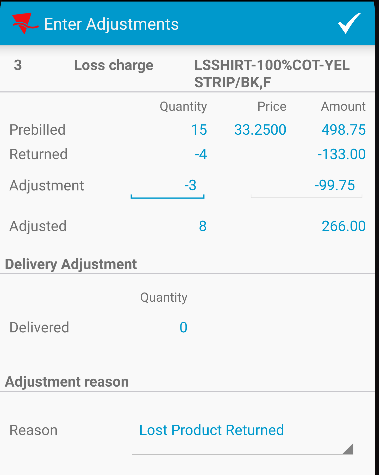 Enter Adjustments
3 Loss charge LSSHIRT-100%COT-YEL
STRIP/BK,F
Quantity Price Amount
Prebilled 15 33.2500 498.75
Returned -4 -133.00
Adjustment -3 -99.75
Adjusted 8 266.00
Delivery Adjustment
Quantity
Delivered 0
Adjustment reason
Reason Lost Product Returned